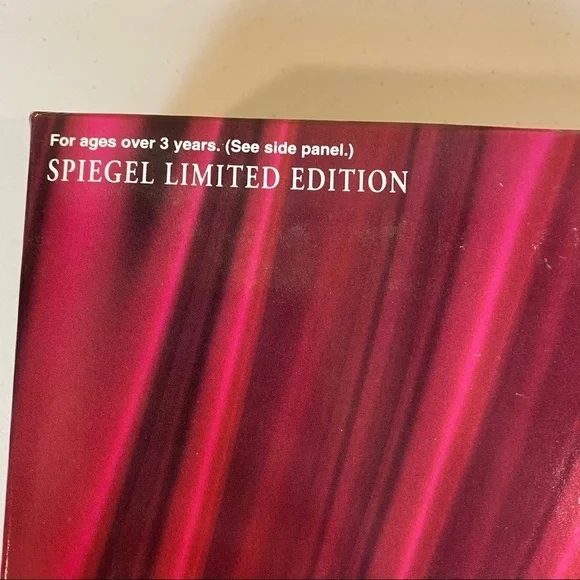 For ages over 3 years. (See side panel.)
SPIEGEL LIMITED EDITION